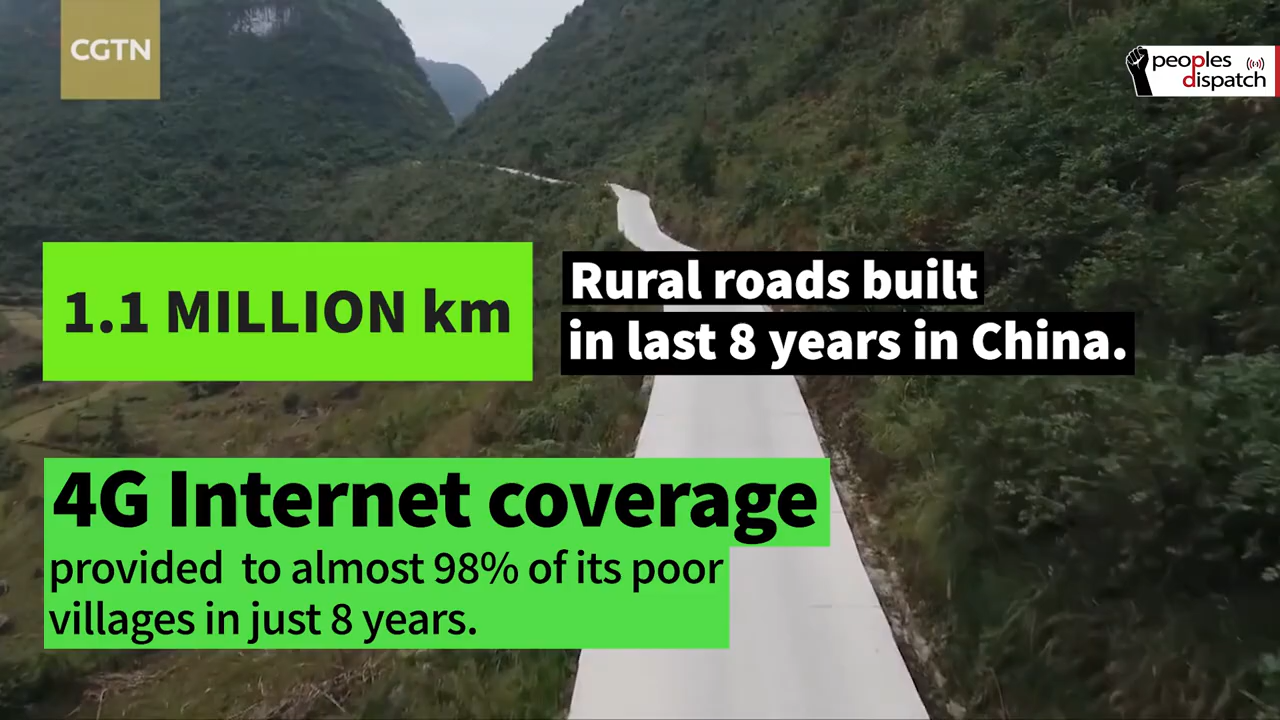 CGTN
peoples
dispatch
1.1 MILLION km
Rural roads built
in last 8 years in China.
4G Internet coverage
provided to almost 98% of its poor
villages in just 8 years.